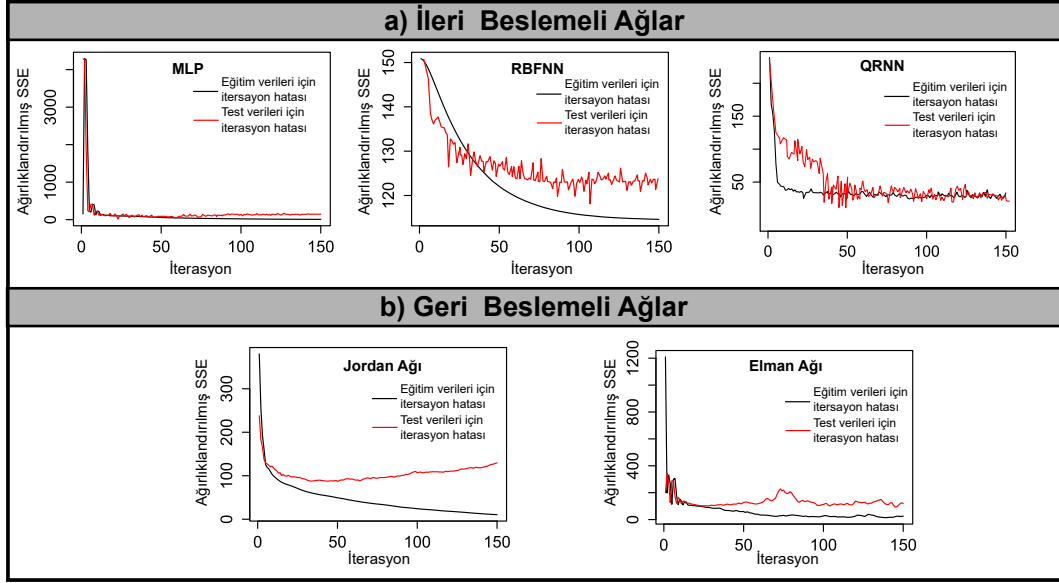 a) İleri Beslemeli Ağlar
Ağırlıklandırılmış SSE
3000
1000
0
MLP
Eğitim verileri için
itersayon hatası
Test verileri için
iterasyon hatası
0
50
100
150
İterasyon
Ağırlıklandırılmış SSE
150
140
130
120
RBFNN
Eğitim verileri için
itersayon hatası
Test verileri için
iterasyon hatası
0
50
100
150
İterasyon
Ağırlıklandırılmış SSE
150
50
QRNN
Eğitim verileri için
itersayon hatası
Test verileri için
iterasyon hatası
0
50
100
150
İterasyon
b) Geri Beslemeli Ağlar
Ağırlıklandırılmış SSE
300
200
100
0
Jordan Ağı
Eğitim verileri için
itersayon hatası
Test verileri için
iterasyon hatası
0
50
100
150
İterasyon
Ağırlıklandırılmış SSE
1200
800
400
0
Elman Ağı
Eğitim verileri için
itersayon hatası
Test verileri için
iterasyon hatası
0
50
100
150
İterasyon